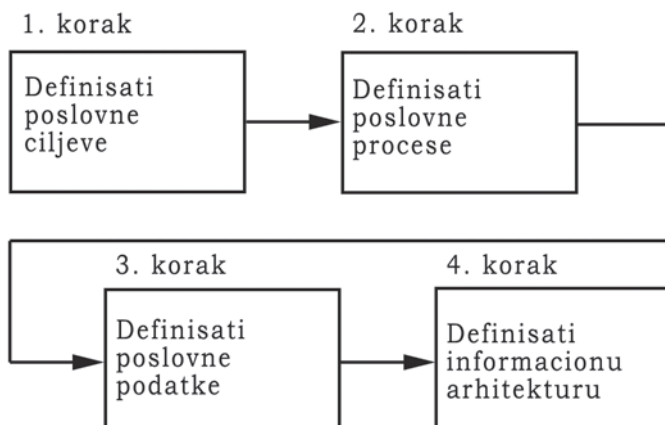 1. korak
Definisati
poslovne
ciljeve
2. korak
Definisati
poslovne
procese
3. korak
Definisati
poslovne
podatke
4. korak
Definisati
informacionu
arhitekturu